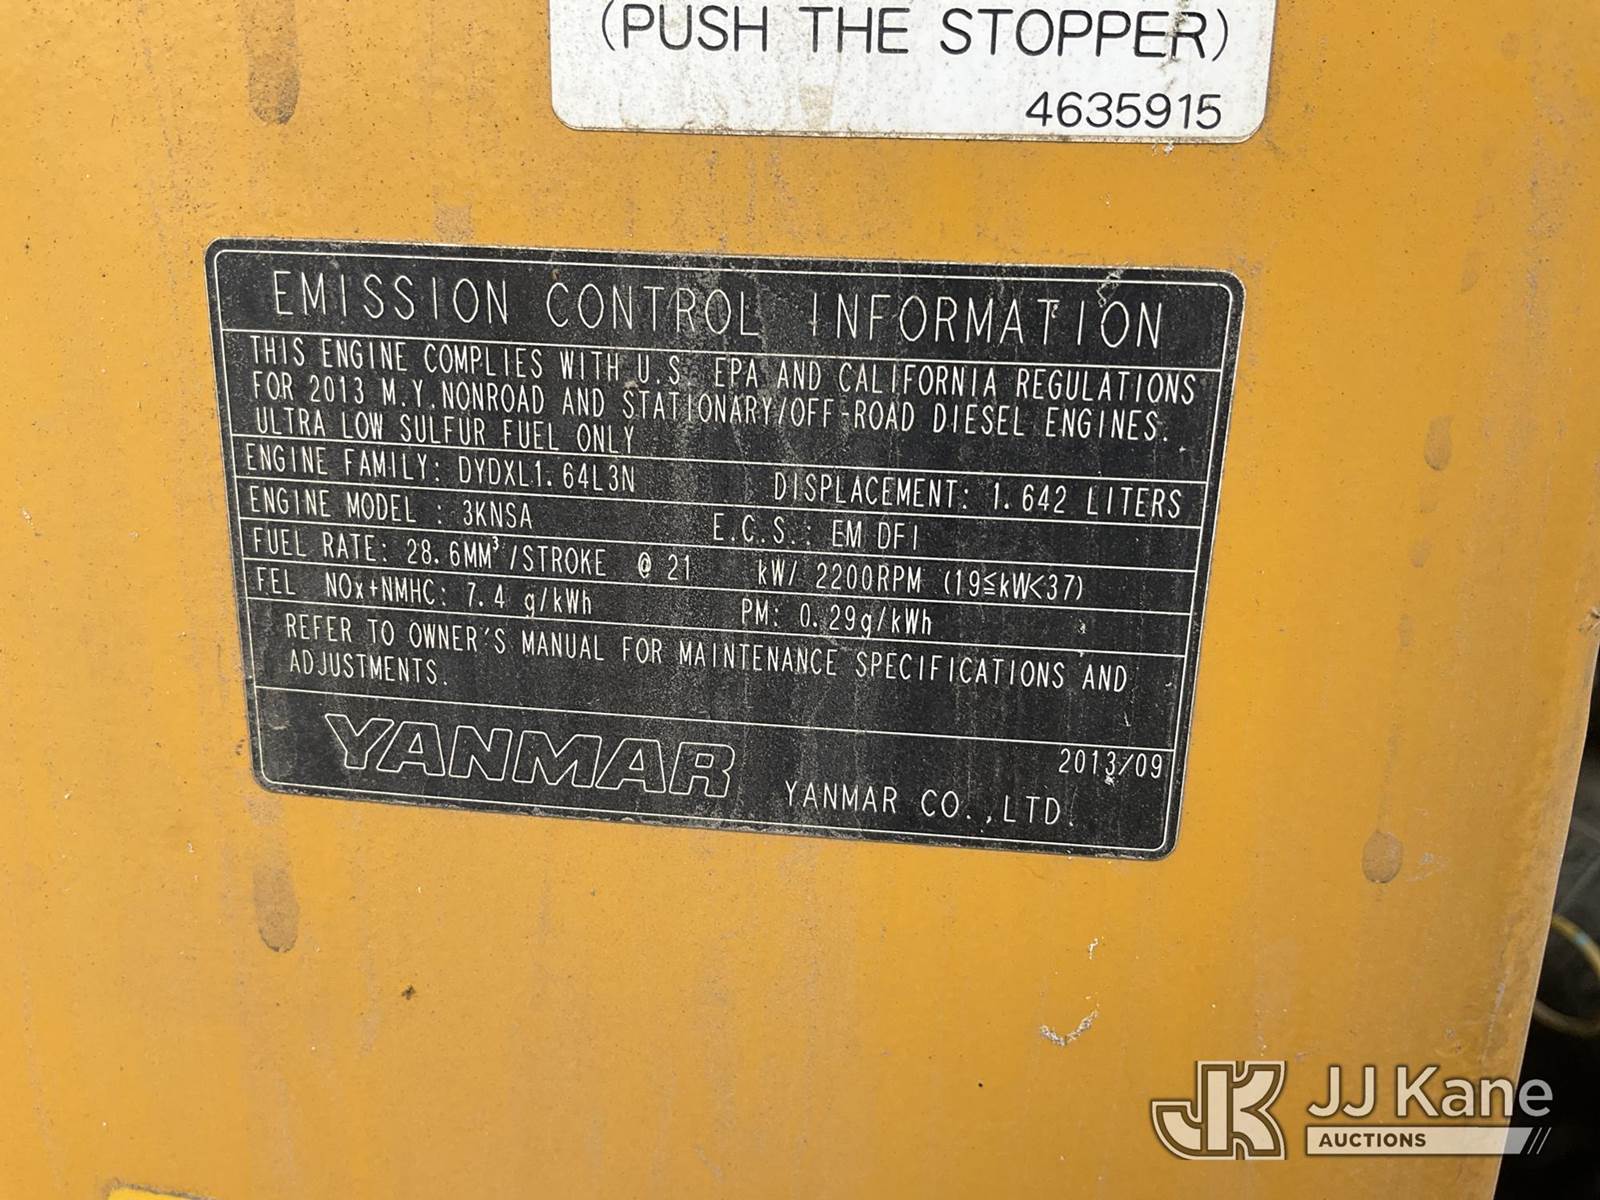 (PUSH THE STOPPER)
4635915
EMISSION CONTROL INFORMATION
THIS ENGINE COMPLIES WITH U.S. EPA AND CALIFORNIA REGULATIONS
FOR 2013 M.Y. NONROAD AND STATIONARY/OFF-ROAD DIESEL ENGINES.
ULTRA LOW SULFUR FUEL ONLY
ENGINE FAMILY: DYDXL1.64L3N DISPLACEMENT: 1.642 LITERS
ENGINE MODEL : 3KNSA E.C.S.: EM DFI
FUEL RATE: 28.6MM³/STROKE @ 21 kW/ 2200RPM (19≦kW<37)
FEL NOx+NMHC: 7.4 g/kWh PM: 0.29g/kWh
REFER TO OWNER'S MANUAL FOR MAINTENANCE SPECIFICATIONS AND
ADJUSTMENTS.
2013/09
YANMAR YANMAR CO.,LTD.
JK JJ Kane
AUCTIONS